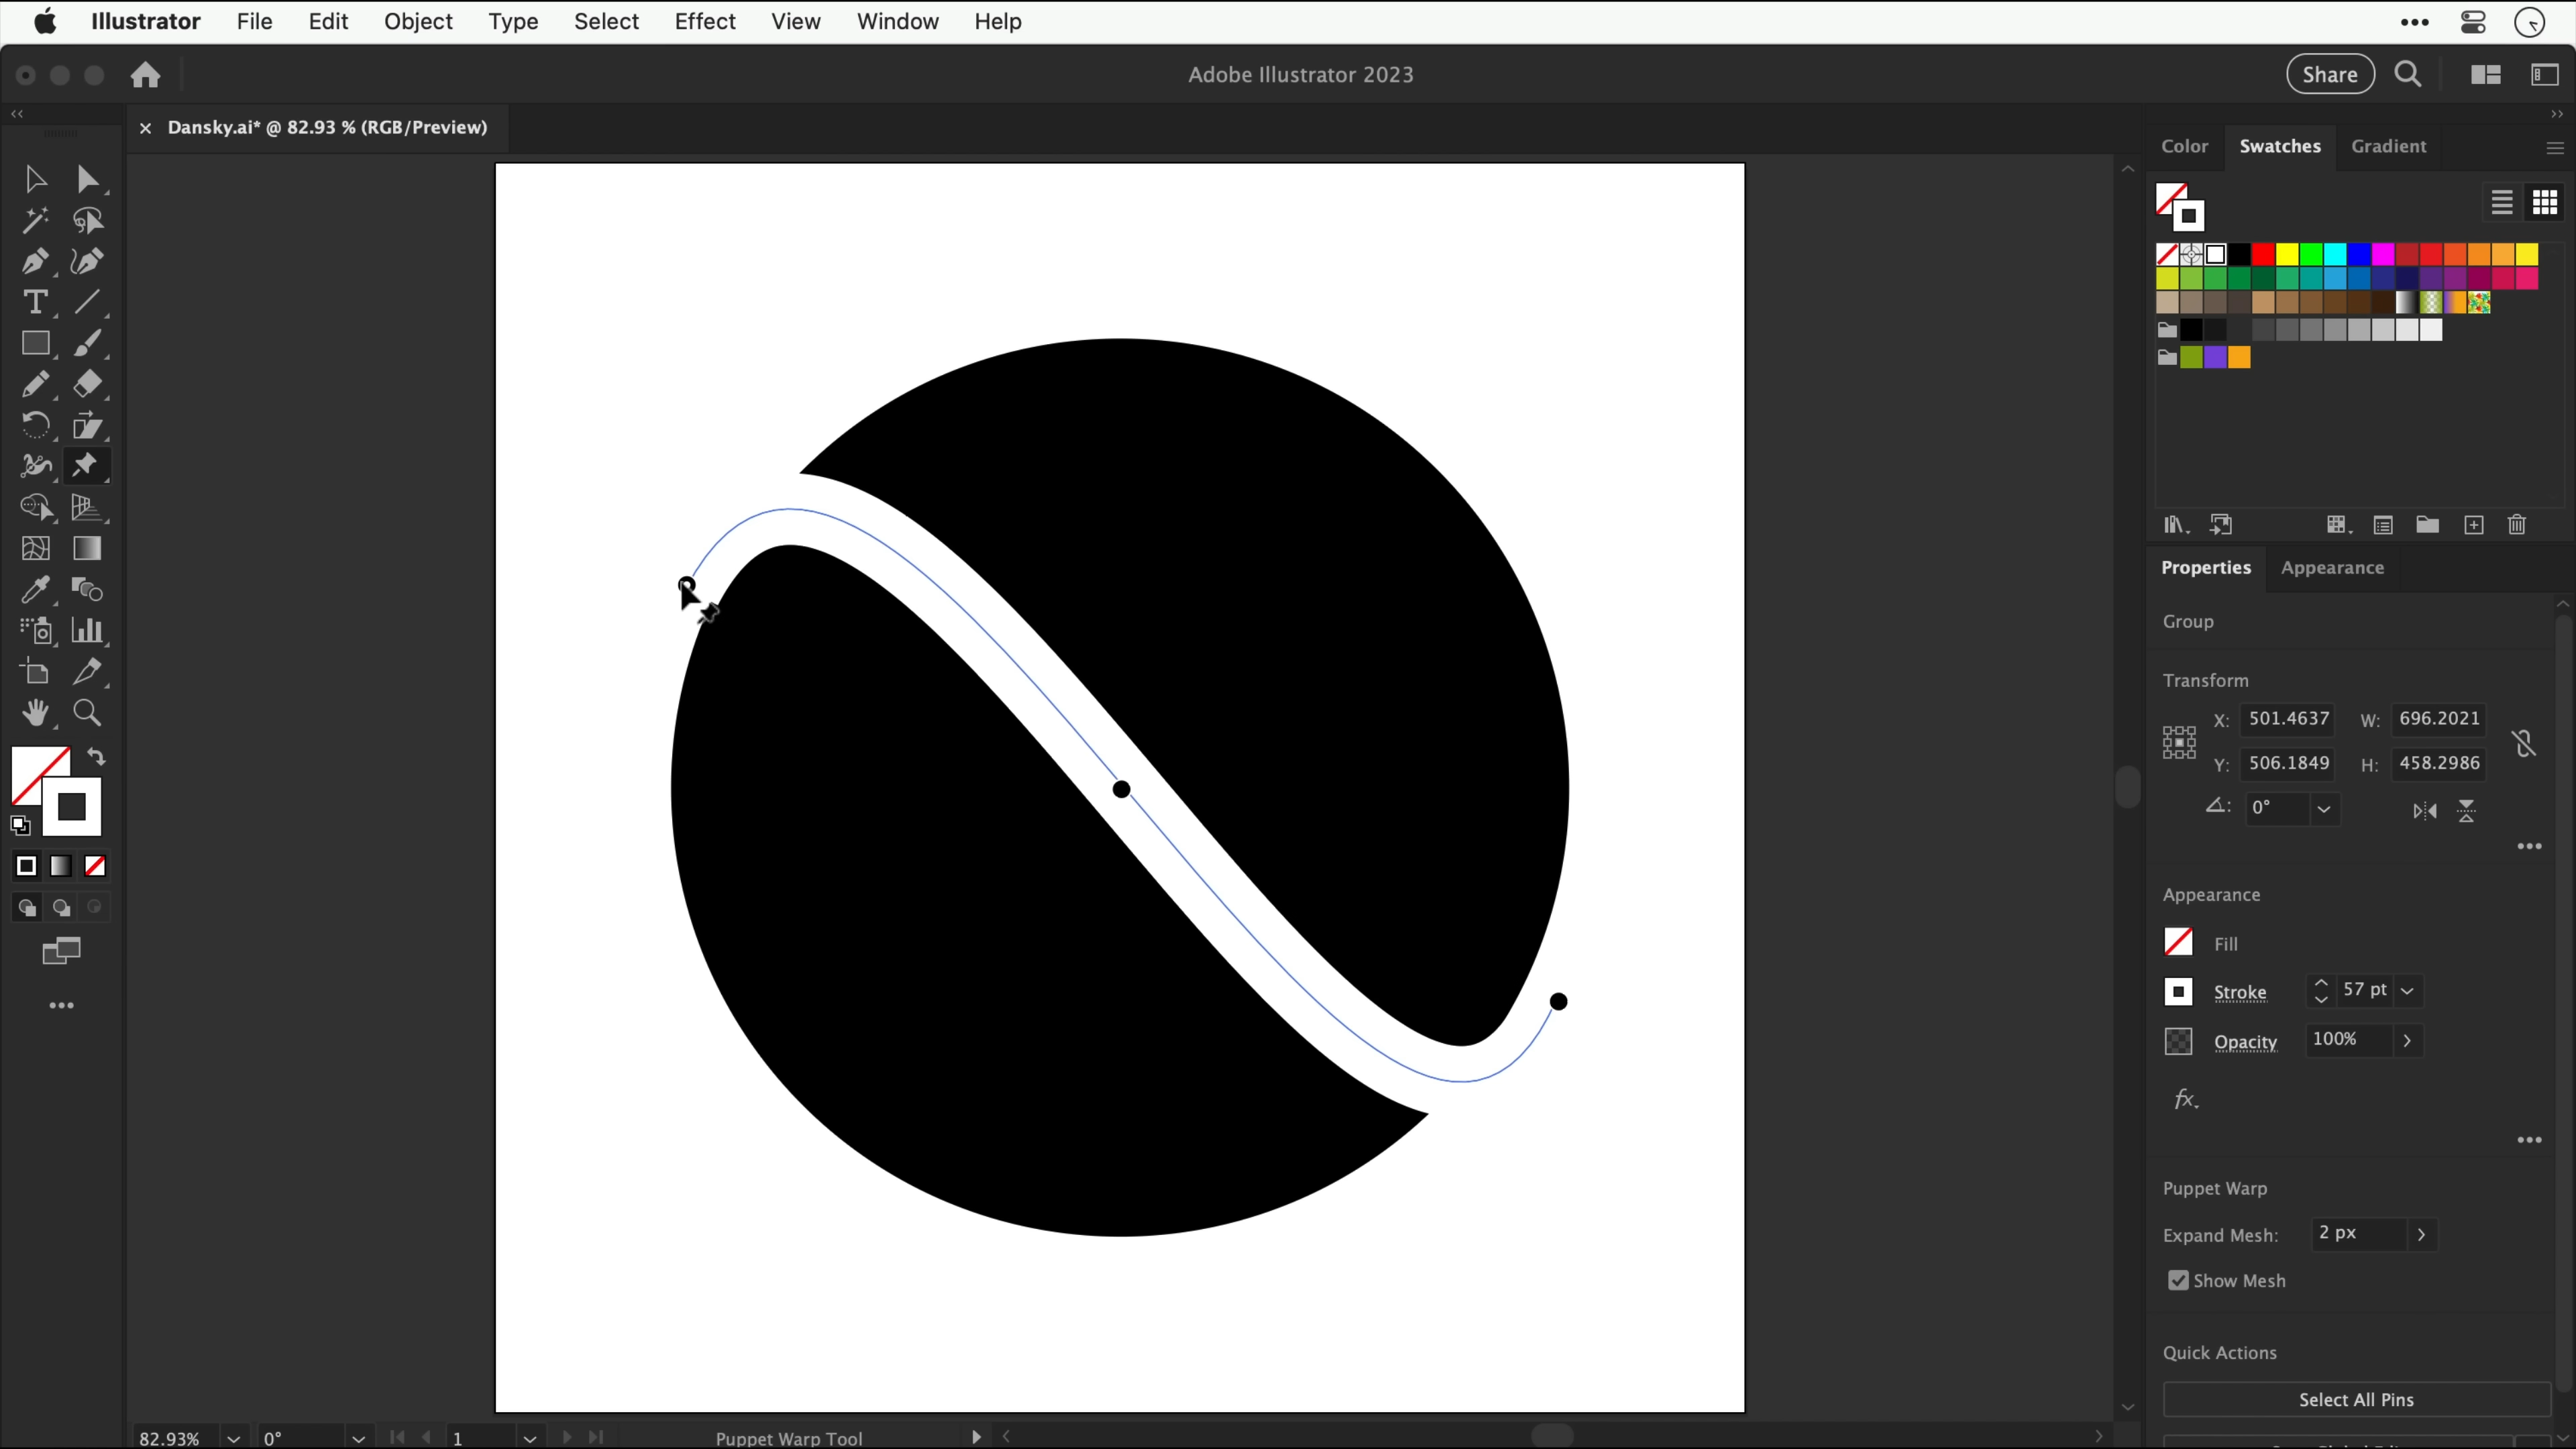 Illustrator File Edit Object Type Select Effect View Window Help
Adobe Illustrator 2023
Share
Dansky.ai* @ 82.93 % (RGB/Preview)
Color Swatches Gradient
Properties Appearance
Group
Transform
X: 501.4637 W: 696.2021
Y: 506.1849 H: 458.2986
0°
Appearance
Fill
Stroke 57 pt
Opacity 100%
fx
Puppet Warp
Expand Mesh: 2 px
Show Mesh
Quick Actions
Select All Pins
82.93% 0° 1 Puppet Warp Tool